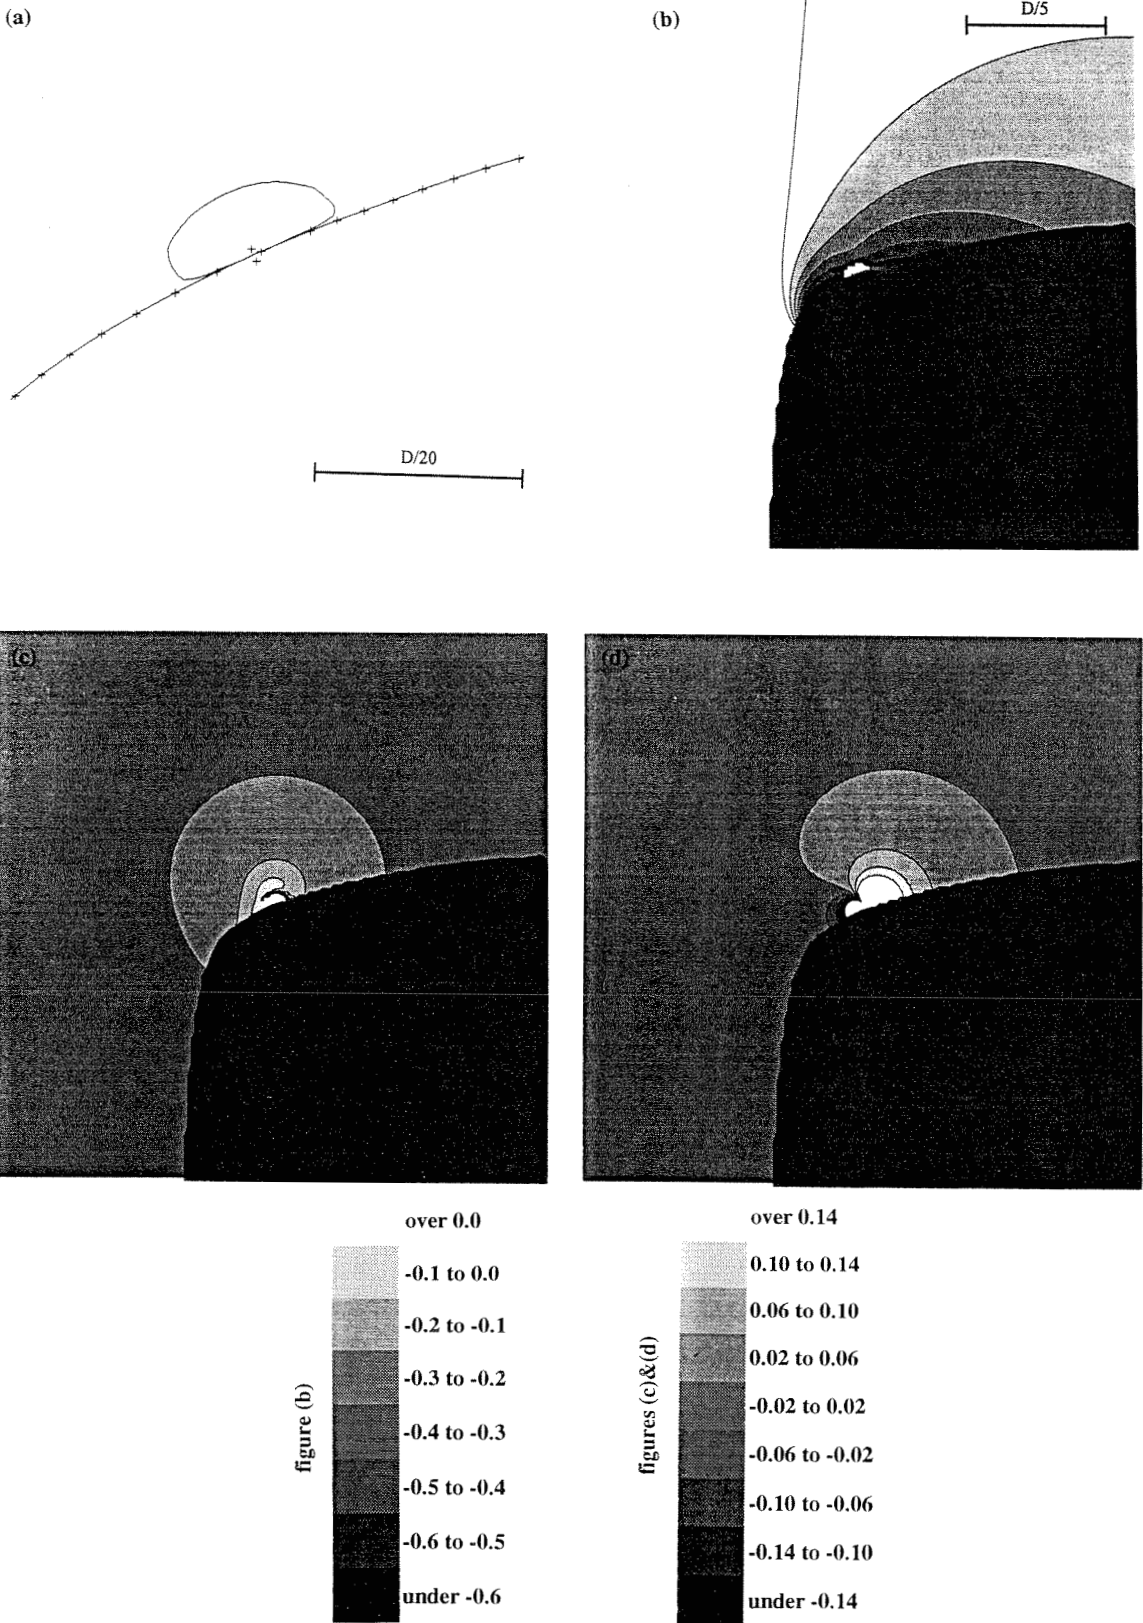 (a)
D/20
(b)
D/5
(c)
(d)
figure (b)
over 0.0
-0.1 to 0.0
-0.2 to -0.1
-0.3 to -0.2
-0.4 to -0.3
-0.5 to -0.4
-0.6 to -0.5
under -0.6
figures (c)&(d)
over 0.14
0.10 to 0.14
0.06 to 0.10
0.02 to 0.06
-0.02 to 0.02
-0.06 to -0.02
-0.10 to -0.06
-0.14 to -0.10
under -0.14